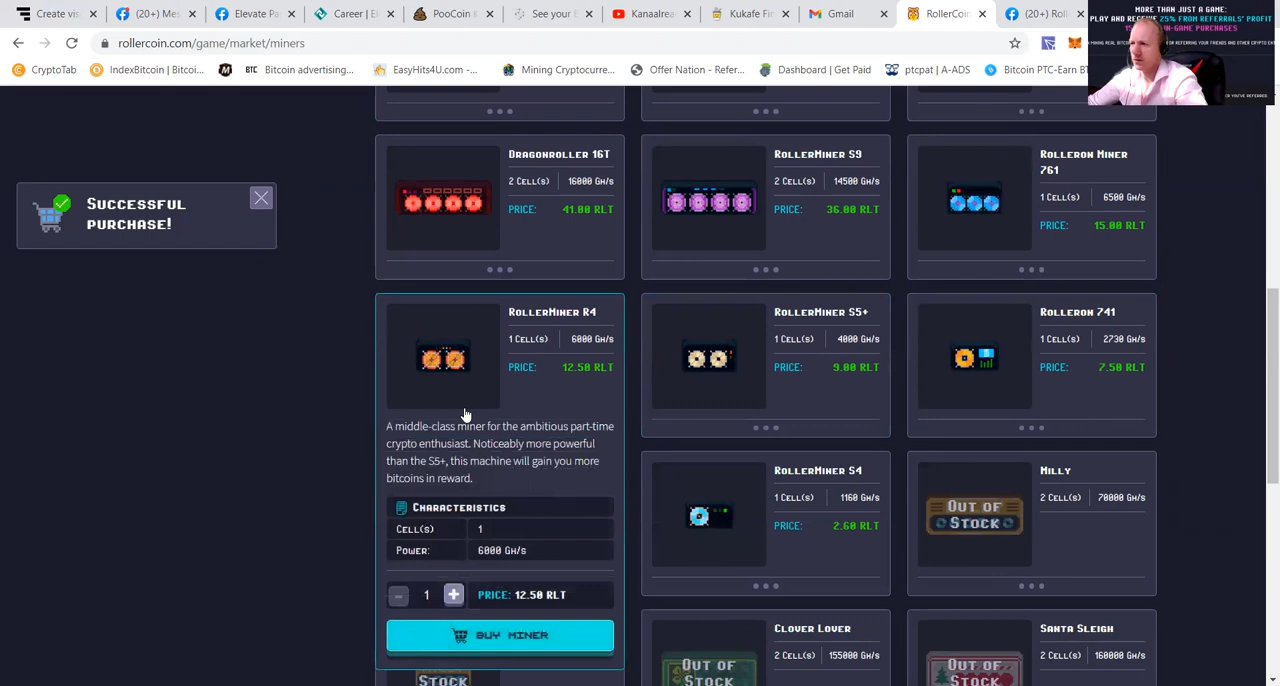 Create vis
(20+) Mes
Elevate Pa
Career | El
PooCoin
See your E
Kanaalrea
Kukafe Fir
Gmail
RollerCoin
(20+) Roll
rollercoin.com/game/market/miners
CryptoTab
IndexBitcoin | Bitcoi...
BTC Bitcoin advertising...
EasyHits4U.com -...
Mining Cryptocurre...
Offer Nation - Refer...
Dashboard | Get Paid
ptcpat | A-ADS
Bitcoin PTC-Earn BT
MORE THAN JUST A GAME:
PLAY AND RECEIVE 25% FROM REFERRALS' PROFIT
IN-GAME PURCHASES
Successful
purchase!
DragonRoller 16T
2 Cell(s) 16000 Gh/s
Price: 41.00 RLT
RollerMiner S9
2 Cell(s) 14500 Gh/s
Price: 36.00 RLT
Rolleron Miner
761
1 Cell(s) 6500 Gh/s
Price: 15.00 RLT
RollerMiner R4
1 Cell(s) 6000 Gh/s
Price: 12.50 RLT
A middle-class miner for the ambitious part-time
crypto enthusiast. Noticeably more powerful
than the S5+, this machine will gain you more
bitcoins in reward.
Characteristics
Cell(s) 1
Power: 6000 Gh/s
- 1 + Price: 12.50 RLT
Buy miner
RollerMiner S5+
1 Cell(s) 4000 Gh/s
Price: 9.00 RLT
Rolleron 741
1 Cell(s) 2730 Gh/s
Price: 7.50 RLT
RollerMiner S4
1 Cell(s) 1160 Gh/s
Price: 2.60 RLT
Milly
2 Cell(s) 70000 Gh/s
Out of
Stock
Clover Lover
2 Cell(s) 155000 Gh/s
Out of
Stock
Santa Sleigh
2 Cell(s) 160000 Gh/s
Out of
Stock
Stock